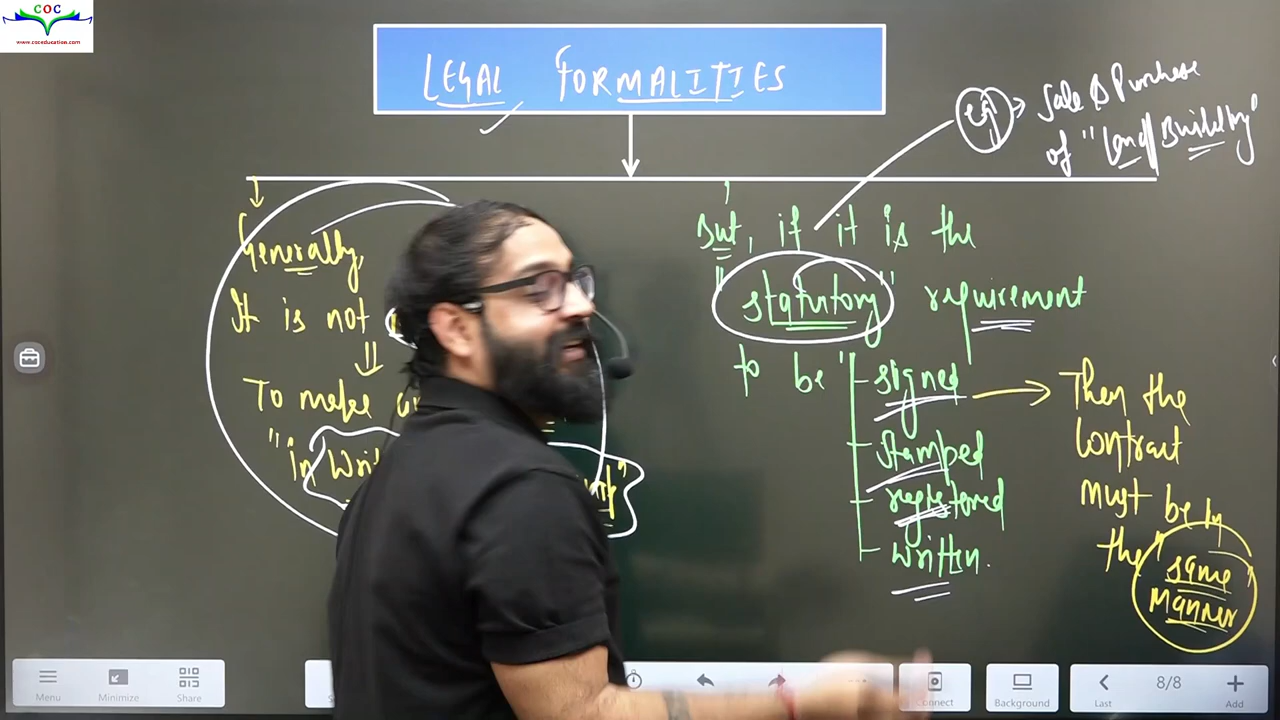 COC
www.coceducation.com
LEGAL FORMALITIES
eg → Sale & Purchase
of "Land/Building"
Generally,
It is not
To make
"in
But, if it is the
"statutory" requirement
to be
signed
stamped
registered
written.
Then the
contract
must be in
the "same
manner
Menu
Minimize
Share
Connect
Background
Last
8/8
Add